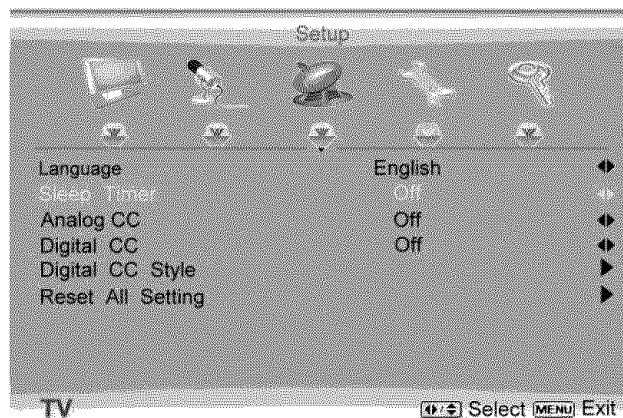 Setup
Language English
Sleep Timer Off
Analog CC Off
Digital CC Off
Digital CC Style
Reset All Setting
TV Select MENU Exit